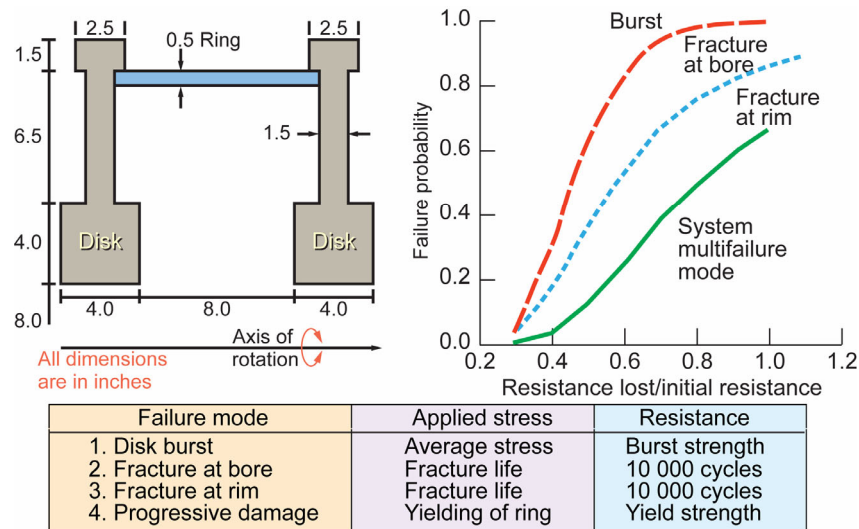 2.5
2.5
0.5 Ring
1.5
6.5
1.5
4.0
Disk
Disk
4.0
8.0
4.0
8.0
Axis of
rotation
All dimensions
are in inches
Failure probability
1.0
0.8
0.6
0.4
0.2
0.0
0.2
0.4
0.6
0.8
1.0
1.2
Resistance lost/initial resistance
Burst
Fracture
at bore
Fracture
at rim
System
multifailure
mode
Failure mode Applied stress Resistance
1. Disk burst Average stress Burst strength
2. Fracture at bore Fracture life 10 000 cycles
3. Fracture at rim Fracture life 10 000 cycles
4. Progressive damage Yielding of ring Yield strength